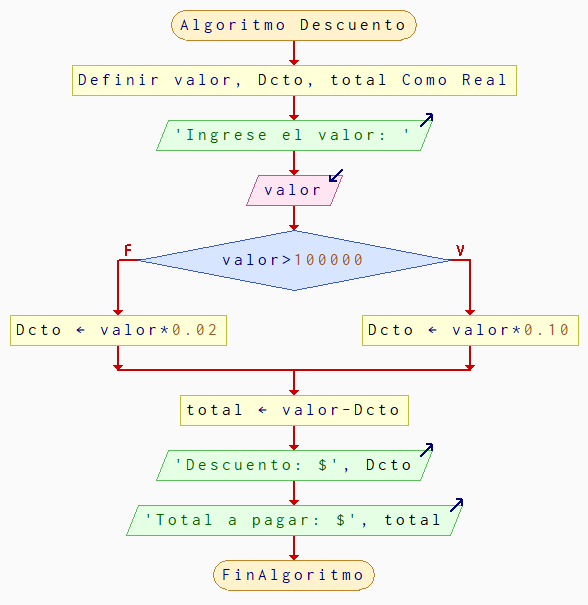 Algoritmo Descuento
Definir valor, Dcto, total Como Real
'Ingrese el valor: '
valor
valor>100000
F
V
Dcto ← valor*0.02
Dcto ← valor*0.10
total ← valor-Dcto
'Descuento: $', Dcto
'Total a pagar: $', total
FinAlgoritmo